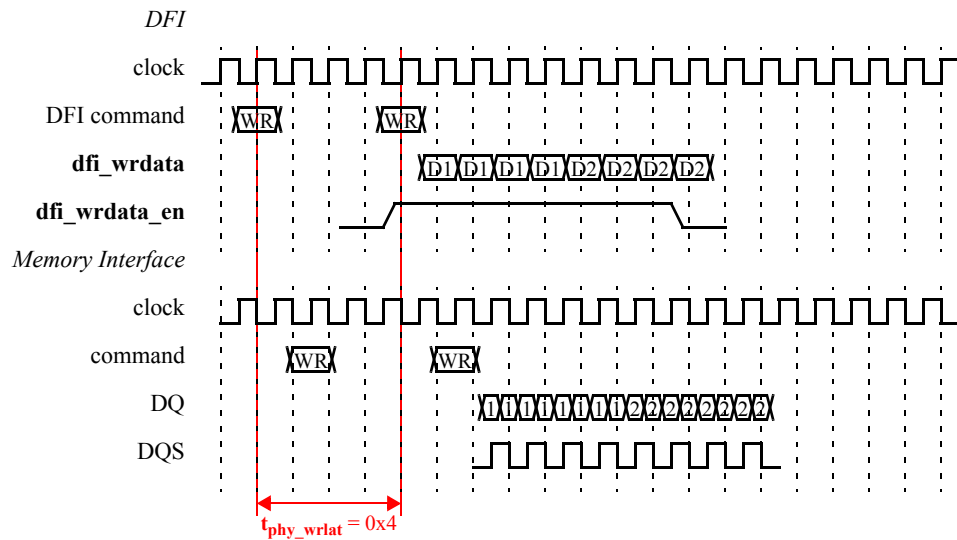 DFI
clock
DFI command WR WR
dfi_wrdata D1 D1 D1 D1 D2 D2 D2 D2
dfi_wrdata_en
Memory Interface
clock
command WR WR
DQ 1 1 1 1 1 1 1 1 2 2 2 2 2 2 2 2
DQS
tphy_wrlat = 0x4